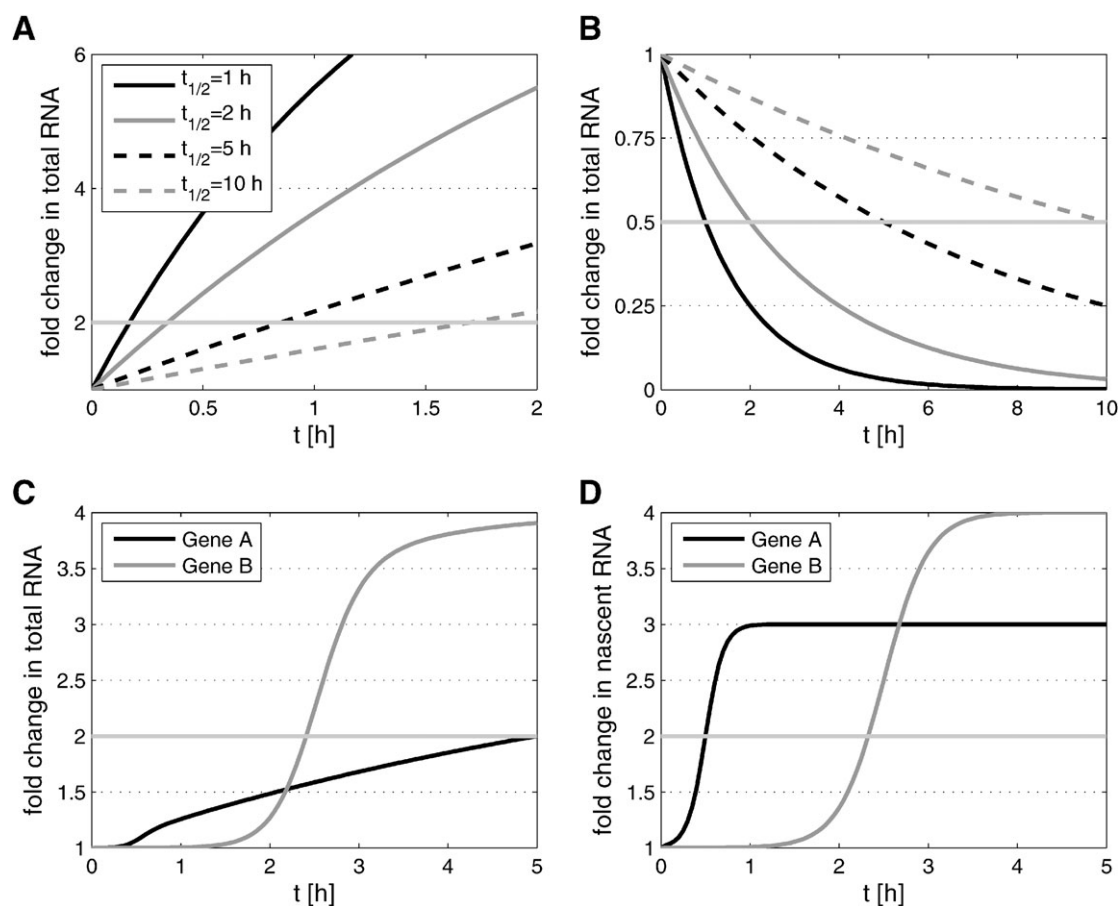 A
fold change in total RNA
6
4
2
t1/2=1 h
t1/2=2 h
t1/2=5 h
t1/2=10 h
0 0.5 1 1.5 2
t [h]
B
fold change in total RNA
1
0.75
0.5
0.25
0
0 2 4 6 8 10
t [h]
C
fold change in total RNA
4
3.5
3
2.5
2
1.5
1
Gene A
Gene B
0 1 2 3 4 5
t [h]
D
fold change in nascent RNA
4
3.5
3
2.5
2
1.5
1
Gene A
Gene B
0 1 2 3 4 5
t [h]